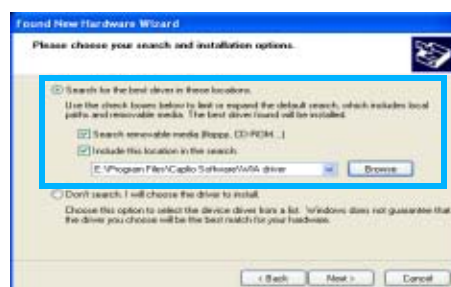 Found New Hardware Wizard
Please choose your search and installation options.
Search for the best driver in these locations.
Use the check boxes below to limit or expand the default search, which includes local
paths and removable media. The best driver found will be installed.
Search removable media (floppy, CD-ROM...)
Include this location in the search:
E:\Program Files\Caplio Software\WIA driver
Browse
Don't search. I will choose the driver to install.
Choose this option to select the device driver from a list. Windows does not guarantee that
the driver you choose will be the best match for your hardware.
< Back
Next >
Cancel